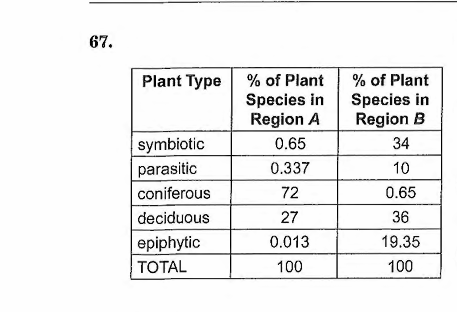 67.
Plant Type % of Plant Species in Region A % of Plant Species in Region B
symbiotic 0.65 34
parasitic 0.337 10
coniferous 72 0.65
deciduous 27 36
epiphytic 0.013 19.35
TOTAL 100 100